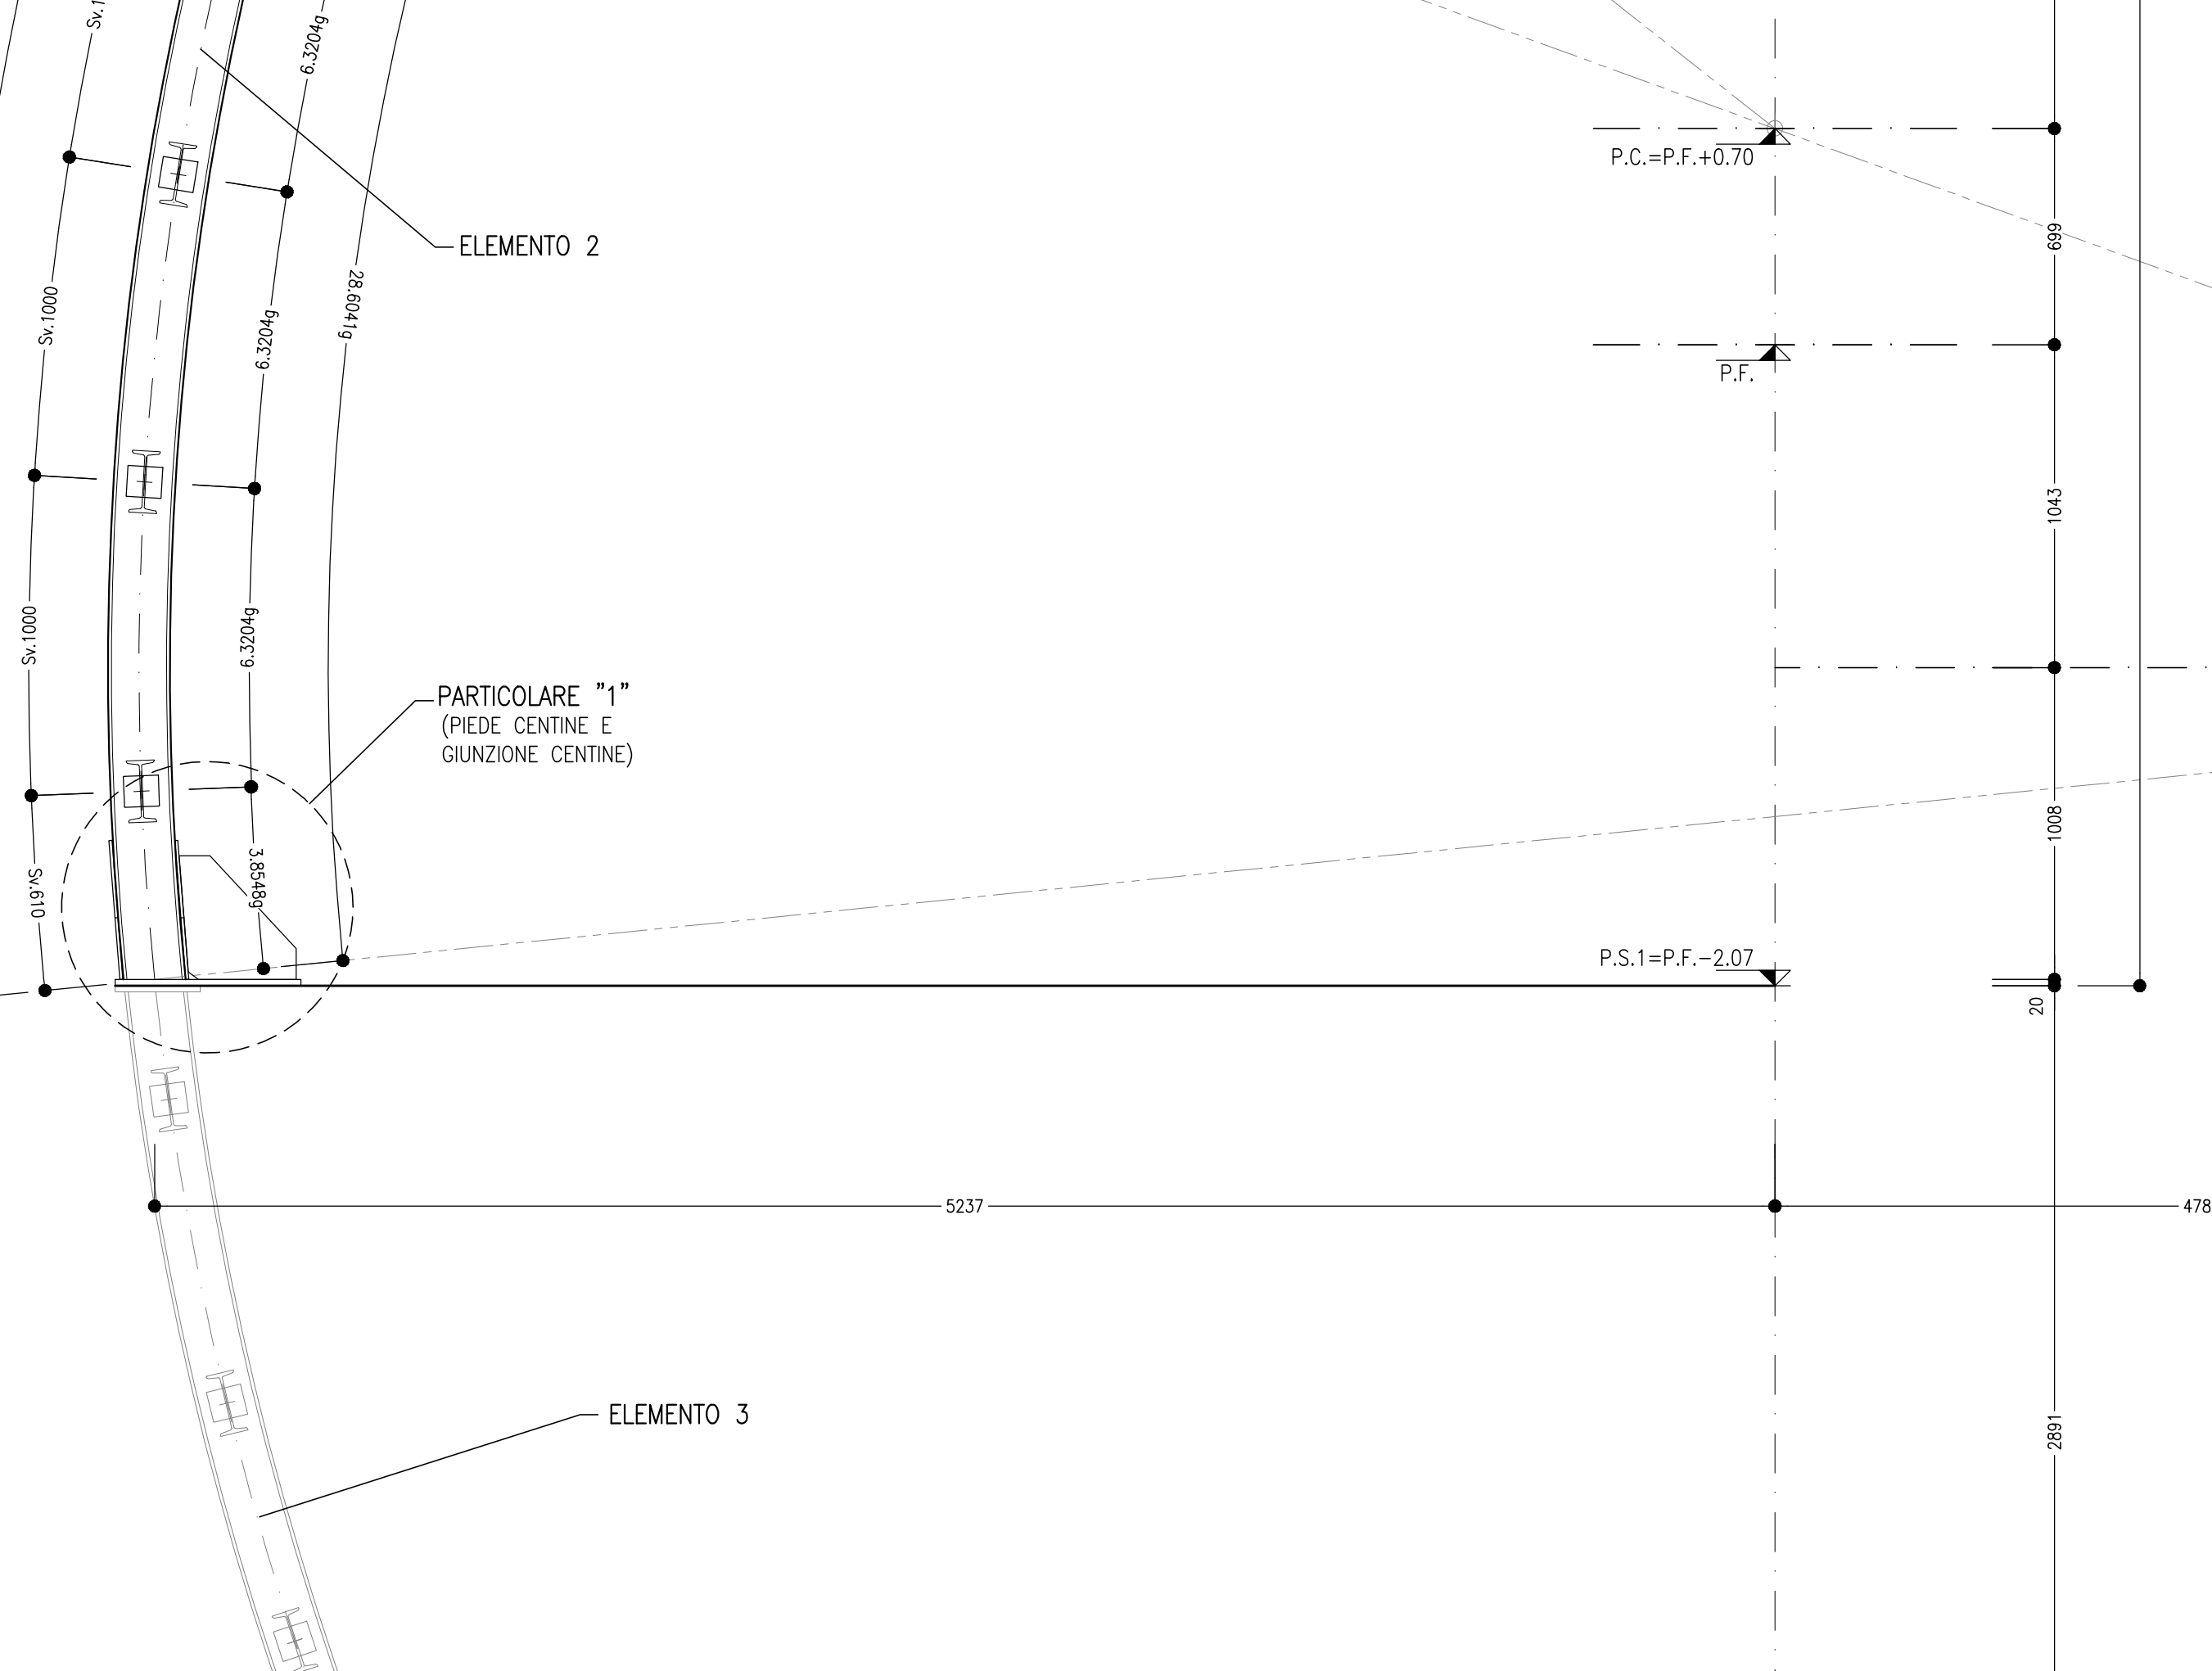 Sv.1
6.3204g
P.C.=P.F.+0.70
699
ELEMENTO 2
Sv.1000
6.3204g
28.6041g
P.F.
1043
Sv.1000
6.3204g
PARTICOLARE "1"
(PIEDE CENTINE E
GIUNZIONE CENTINE)
1008
Sv.610
3.8548g
P.S.1=P.F.-2.07
20
5237
478
ELEMENTO 3
2891